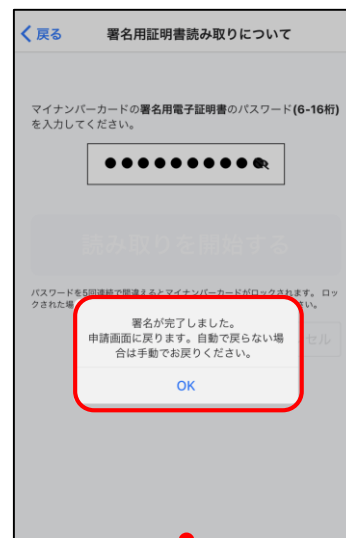 戻る 署名用証明書読み取りについて
マイナンバーカードの署名用電子証明書のパスワード(6-16桁)
を入力してください。
読み取りを開始する
パスワードを5回連続で間違えるとマイナンバーカードがロックされます。 ロッ
クされた場
さい。
セル
署名が完了しました。
申請画面に戻ります。自動で戻らない場
合は手動でお戻りください。
OK